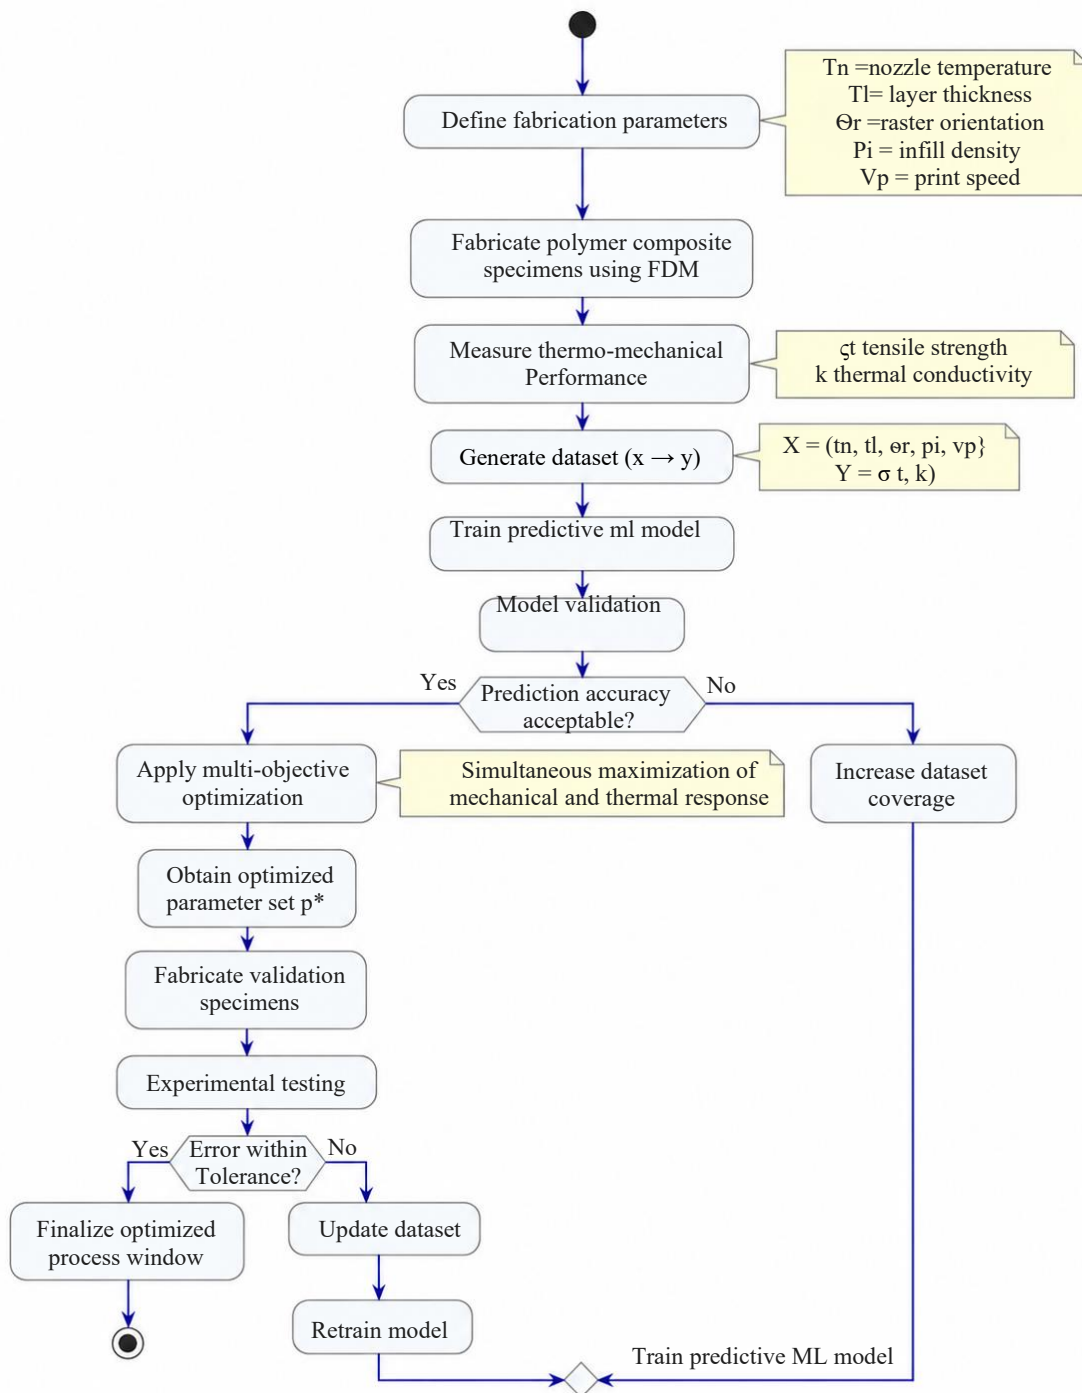 Define fabrication parameters
Tn =nozzle temperature
Tl= layer thickness
Өr =raster orientation
Pi = infill density
Vp = print speed
Fabricate polymer composite
specimens using FDM
Measure thermo-mechanical
Performance
ςt tensile strength
k thermal conductivity
Generate dataset (x → y)
X = (tn, tl, өr, pi, vp}
Y = σ t, k)
Train predictive ml model
Model validation
Yes
Prediction accuracy
acceptable?
No
Apply multi-objective
optimization
Simultaneous maximization of
mechanical and thermal response
Increase dataset
coverage
Obtain optimized
parameter set p*
Fabricate validation
specimens
Experimental testing
Yes
Error within
Tolerance?
No
Finalize optimized
process window
Update dataset
Retrain model
Train predictive ML model